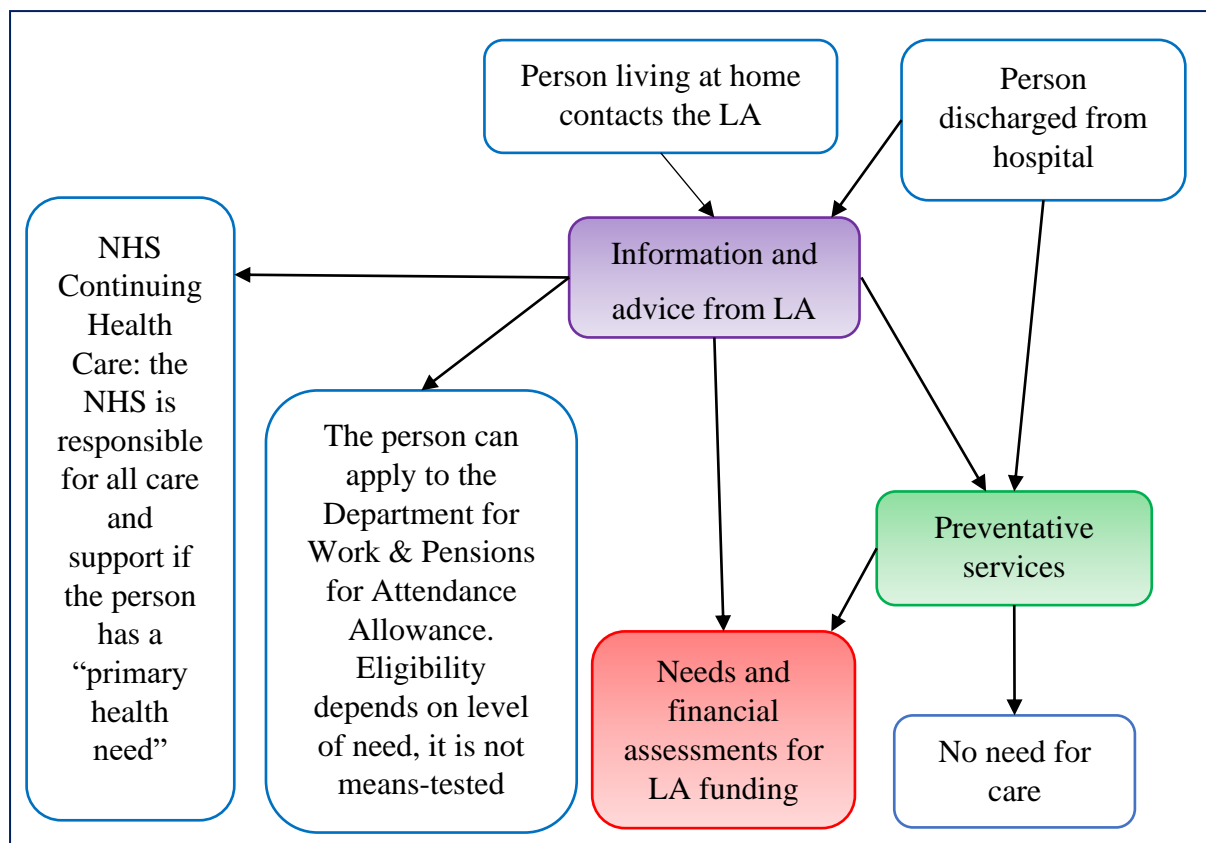 Person living at home
contacts the LA
Person
discharged from
hospital
Information and
advice from LA
NHS
Continuing
Health
Care: the
NHS is
responsible
for all care
and
support if
the person
has a
“primary
health
need”
The person can
apply to the
Department for
Work & Pensions
for Attendance
Allowance.
Eligibility
depends on level
of need, it is not
means-tested
Preventative
services
Needs and
financial
assessments for
LA funding
No need for
care